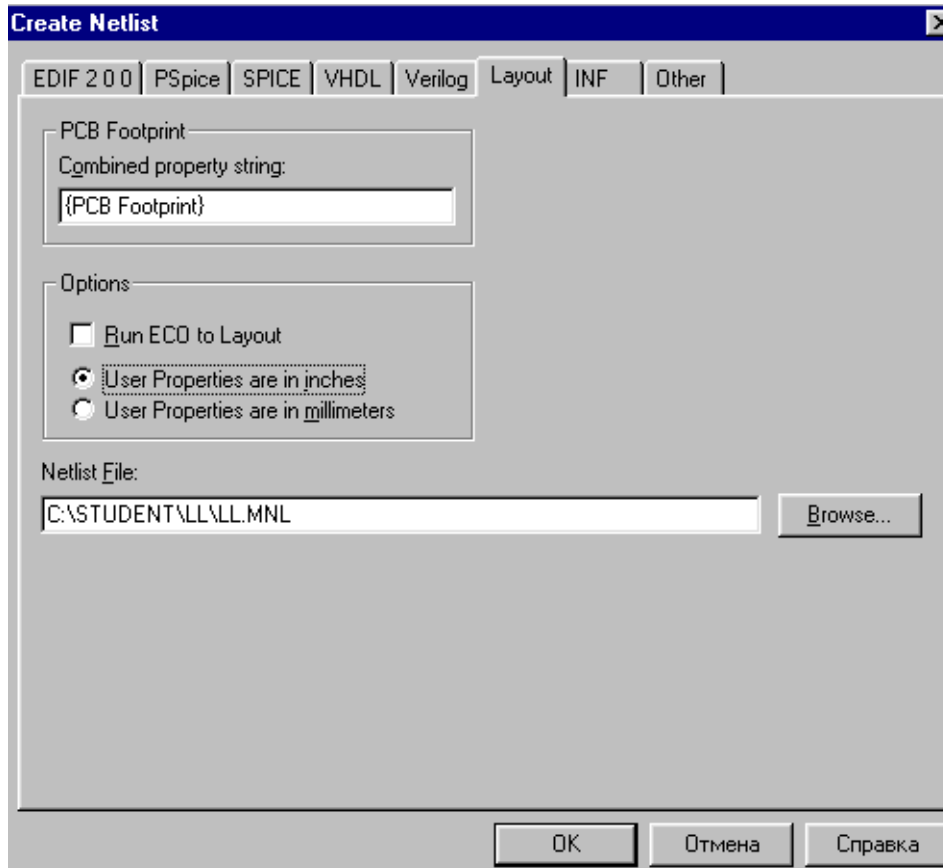 Create Netlist
EDIF 2 0 0 PSpice SPICE VHDL Verilog Layout INF Other
PCB Footprint
Combined property string:
{PCB Footprint}
Options
Run ECO to Layout
User Properties are in inches
User Properties are in millimeters
Netlist File:
C:\STUDENT\LL\LL.MNL
Browse...
OK Отмена Справка